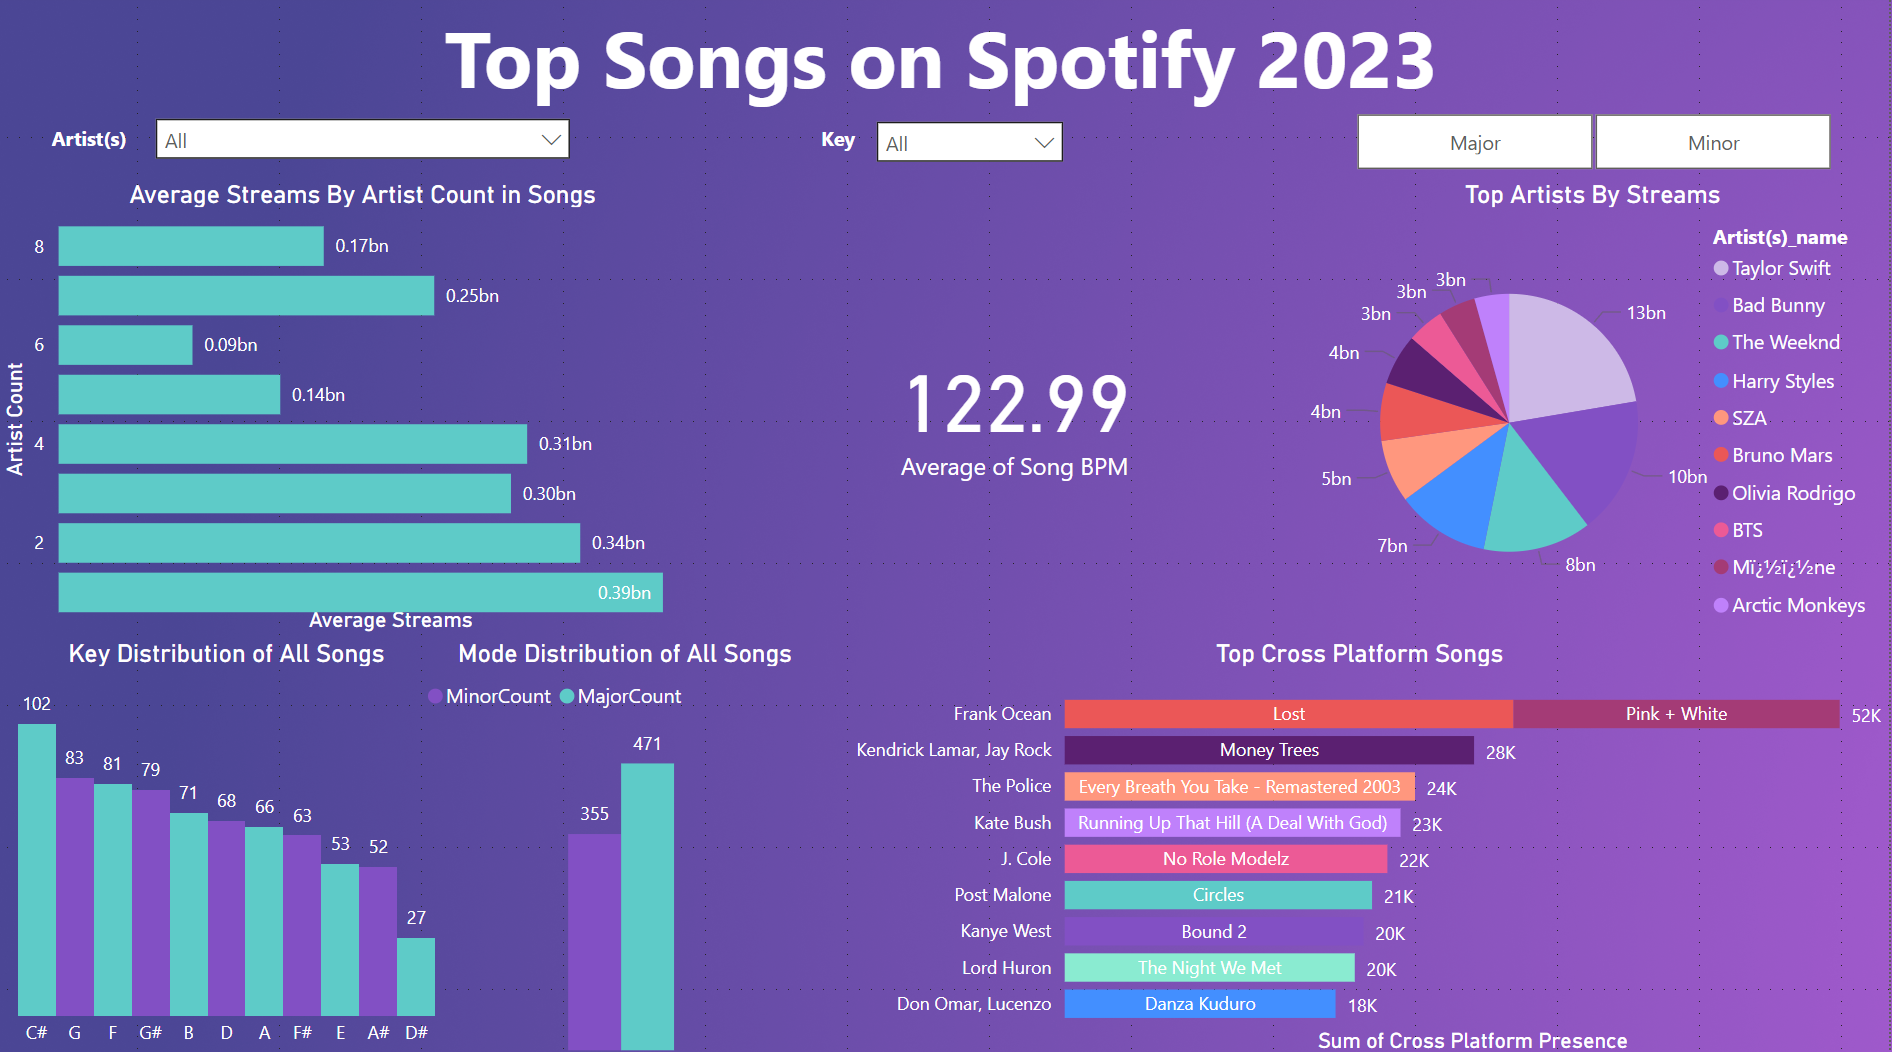 Top Songs on Spotify 2023
Artist(s)
All
Key
All
Major
Minor
Average Streams By Artist Count in Songs
Artist Count
8
0.17bn
0.25bn
6
0.09bn
0.14bn
4
0.31bn
0.30bn
2
0.34bn
0.39bn
Average Streams
122.99
Average of Song BPM
Top Artists By Streams
13bn
10bn
8bn
7bn
5bn
4bn
4bn
3bn
3bn
3bn
Artist(s)_name
Taylor Swift
Bad Bunny
The Weeknd
Harry Styles
SZA
Bruno Mars
Olivia Rodrigo
BTS
Mï¿½ï¿½ne
Arctic Monkeys
Key Distribution of All Songs
102
83
81
79
71
68
66
63
53
52
27
C# G F G# B D A F# E A# D#
Mode Distribution of All Songs
MinorCount MajorCount
355
471
Top Cross Platform Songs
Frank Ocean Lost Pink + White 52K
Kendrick Lamar, Jay Rock Money Trees 28K
The Police Every Breath You Take - Remastered 2003 24K
Kate Bush Running Up That Hill (A Deal With God) 23K
J. Cole No Role Modelz 22K
Post Malone Circles 21K
Kanye West Bound 2 20K
Lord Huron The Night We Met 20K
Don Omar, Lucenzo Danza Kuduro 18K
Sum of Cross Platform Presence